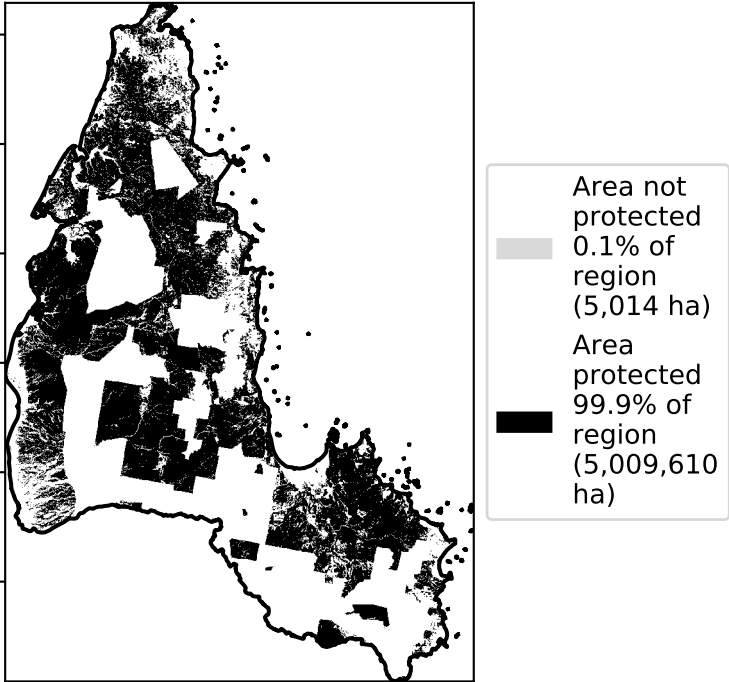 Area not
protected
0.1% of
region
(5,014 ha)
Area
protected
99.9% of
region
(5,009,610
ha)